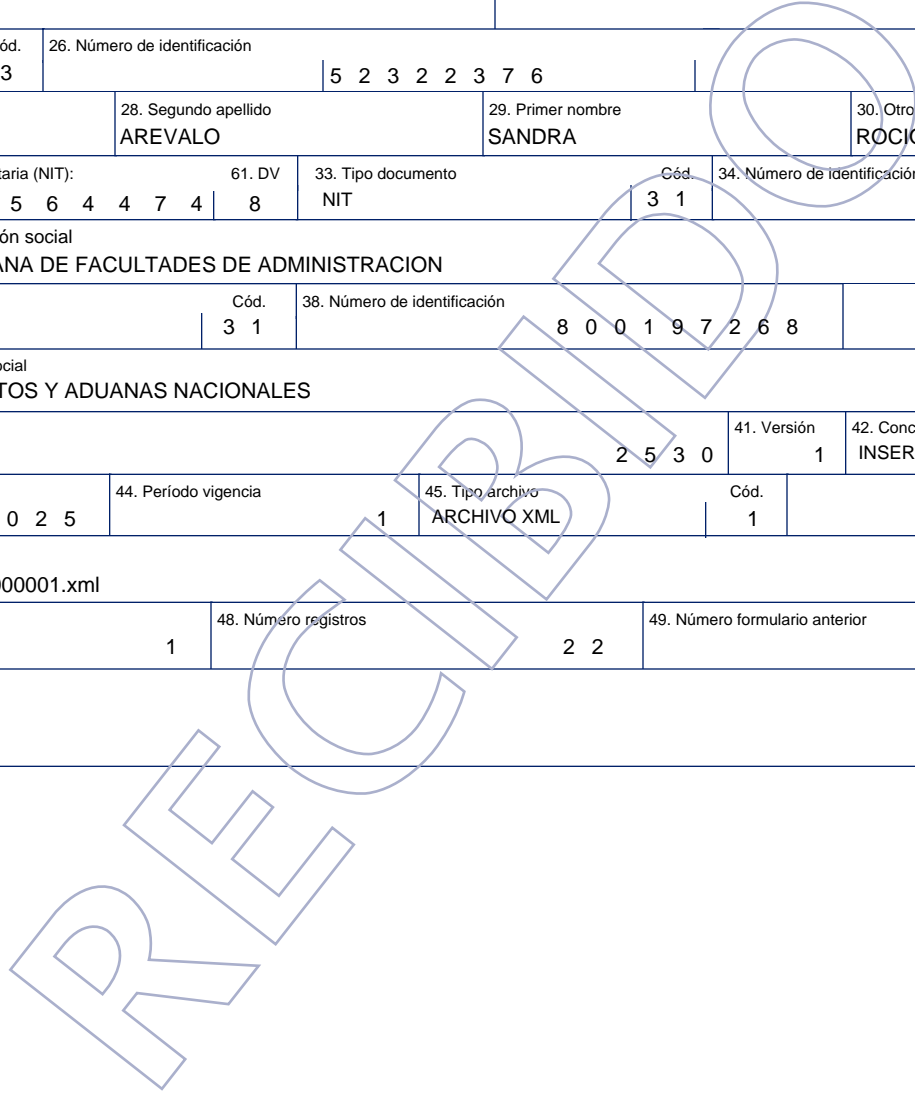 ód. 26. Número de identificación
3 5 2 3 2 2 3 7 6
28. Segundo apellido 29. Primer nombre 30. Otro
AREVALO SANDRA ROCIO
taria (NIT): 61. DV 33. Tipo documento Cód. 34. Número de identificación
5 6 4 4 7 4 8 NIT 3 1
ón social
ANA DE FACULTADES DE ADMINISTRACION
Cód. 38. Número de identificación
3 1 8 0 0 1 9 7 2 6 8
ocial
TOS Y ADUANAS NACIONALES
41. Versión 42. Conc
2 5 3 0 1 INSER
44. Período vigencia 45. Tipo archivo Cód.
0 2 5 1 ARCHIVO XML 1
000001.xml
48. Número registros 49. Número formulario anterior
1 2 2
RECIBIDO